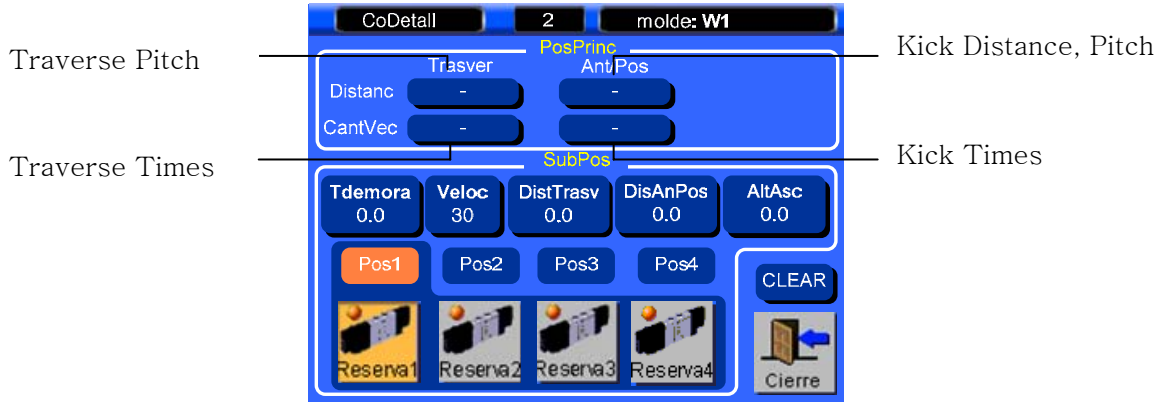 CoDetall 2 molde: W1
PosPrinc
Traverse Pitch
Kick Distance, Pitch
Trasver Ant/Pos
Distanc - -
CantVec - -
Traverse Times
Kick Times
SubPos
Tdemora Veloc DistTrasv DisAnPos AltAsc
0.0 30 0.0 0.0 0.0
Pos1 Pos2 Pos3 Pos4
CLEAR
Reserva1 Reserva2 Reserva3 Reserva4
Cierre